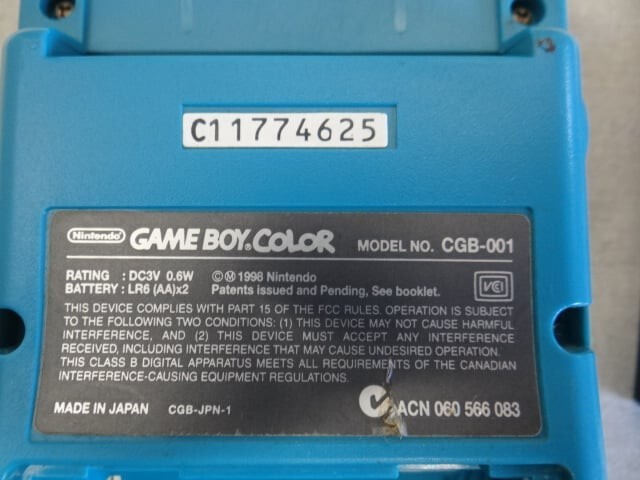 C11774625
Nintendo GAME BOY COLOR MODEL NO. CGB-001
RATING : DC3V 0.6W ©Ⓜ 1998 Nintendo
BATTERY : LR6 (AA)x2 Patents issued and Pending, See booklet.
VCI
THIS DEVICE COMPLIES WITH PART 15 OF THE FCC RULES. OPERATION IS SUBJECT
TO THE FOLLOWING TWO CONDITIONS: (1) THIS DEVICE MAY NOT CAUSE HARMFUL
INTERFERENCE, AND (2) THIS DEVICE MUST ACCEPT ANY INTERFERENCE
RECEIVED, INCLUDING INTERFERENCE THAT MAY CAUSE UNDESIRED OPERATION.
THIS CLASS B DIGITAL APPARATUS MEETS ALL REQUIREMENTS OF THE CANADIAN
INTERFERENCE-CAUSING EQUIPMENT REGULATIONS.
MADE IN JAPAN CGB-JPN-1 ACN 060 566 083